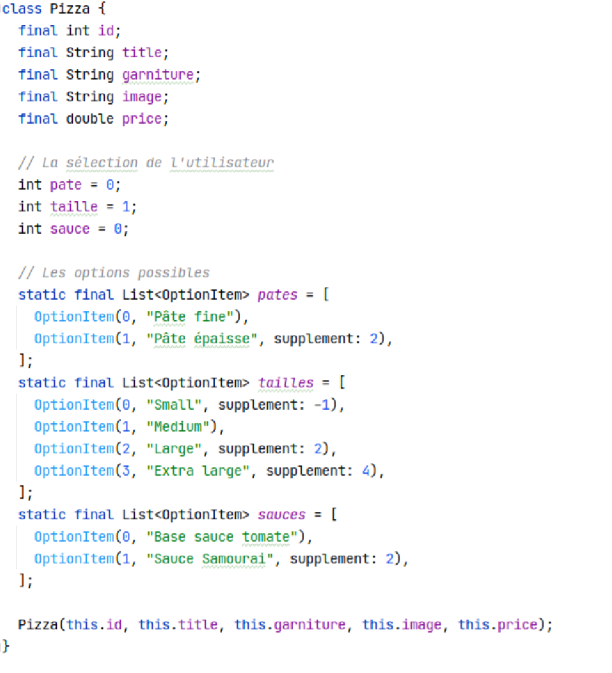 class Pizza {
final int id;
final String title;
final String garniture;
final String image;
final double price;
// La sélection de l'utilisateur
int pate = 0;
int taille = 1;
int sauce = 0;
// Les options possibles
static final List<OptionItem> pates = [
OptionItem(0, "Pâte fine"),
OptionItem(1, "Pâte épaisse", supplement: 2),
];
static final List<OptionItem> tailles = [
OptionItem(0, "Small", supplement: -1),
OptionItem(1, "Medium"),
OptionItem(2, "Large", supplement: 2),
OptionItem(3, "Extra large", supplement: 4),
];
static final List<OptionItem> sauces = [
OptionItem(0, "Base sauce tomate"),
OptionItem(1, "Sauce Samourai", supplement: 2),
];
Pizza(this.id, this.title, this.garniture, this.image, this.price);
}